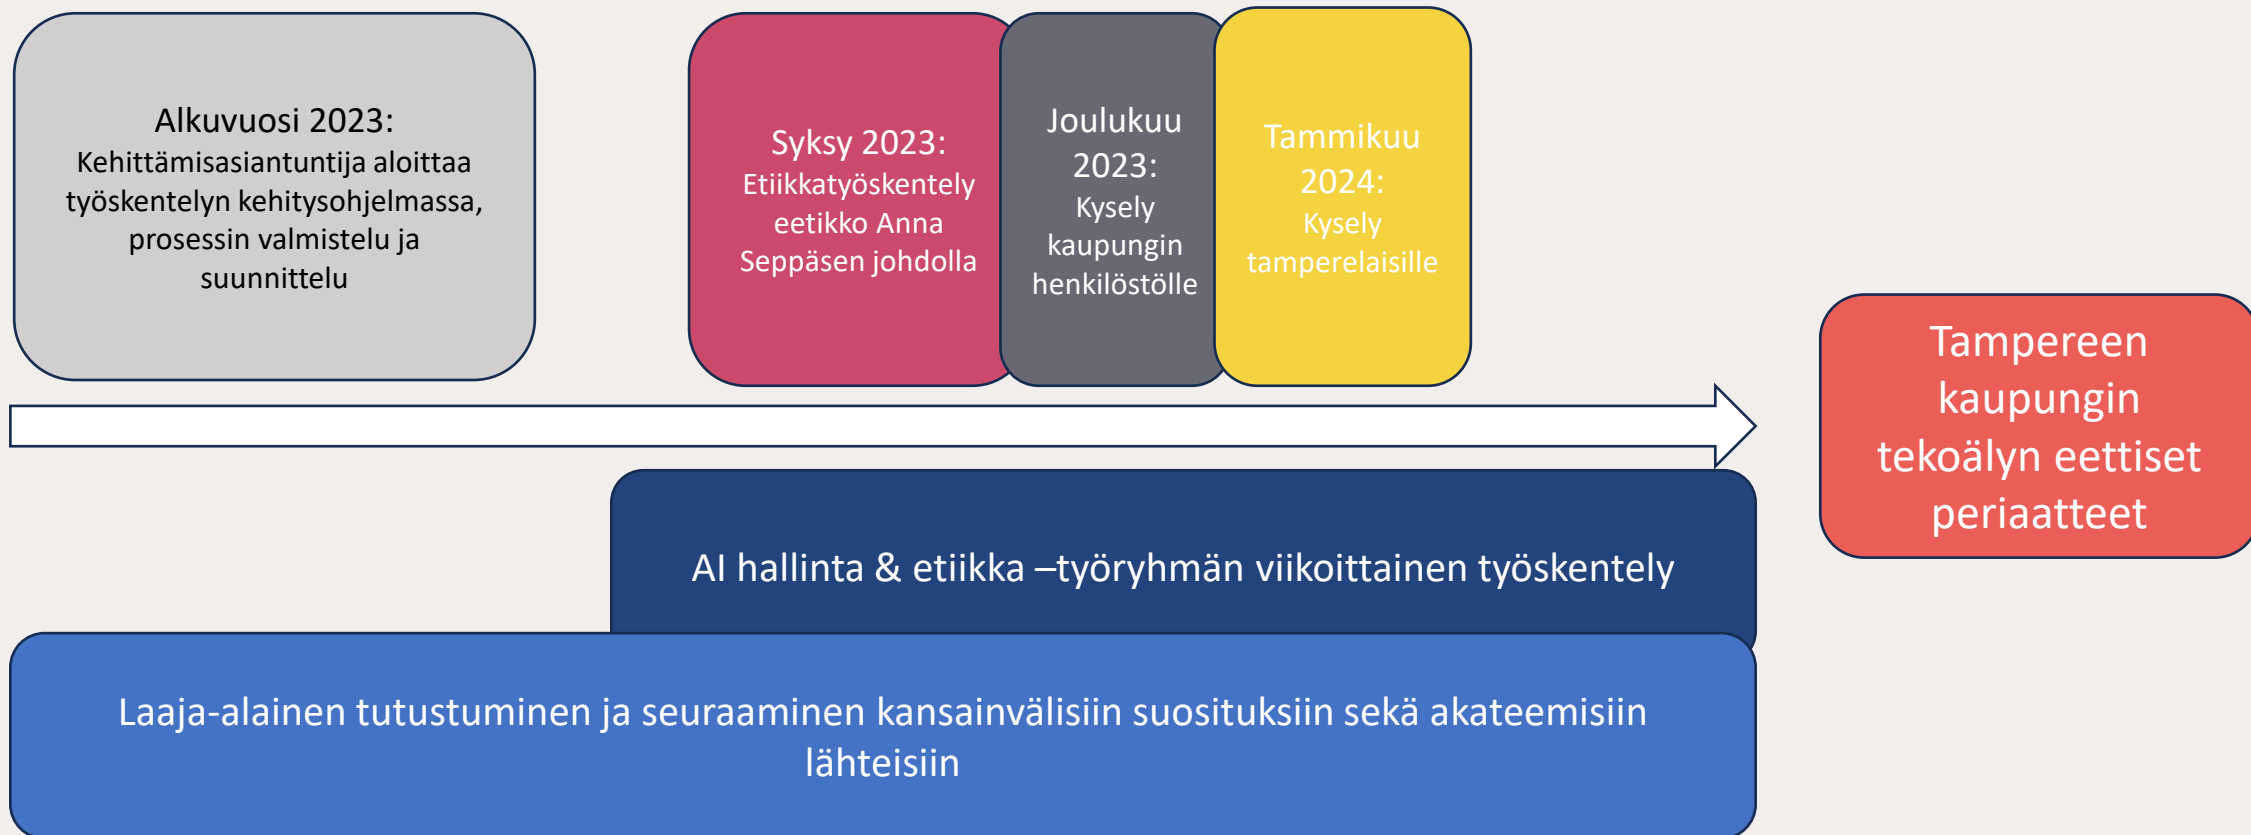 Alkuvuosi 2023:
Kehittämisasiantuntija aloittaa
työskentelyn kehitysohjelmassa,
prosessin valmistelu ja
suunnittelu
Syksy 2023:
Etiikkatyöskentely
eetikko Anna
Seppäsen johdolla
Joulukuu
2023:
Kysely
kaupungin
henkilöstölle
Tammikuu
2024:
Kysely
tamperelaisille
Tampereen
kaupungin
tekoälyn eettiset
periaatteet
AI hallinta & etiikka –työryhmän viikoittainen työskentely
Laaja-alainen tutustuminen ja seuraaminen kansainvälisiin suosituksiin sekä akateemisiin
lähteisiin